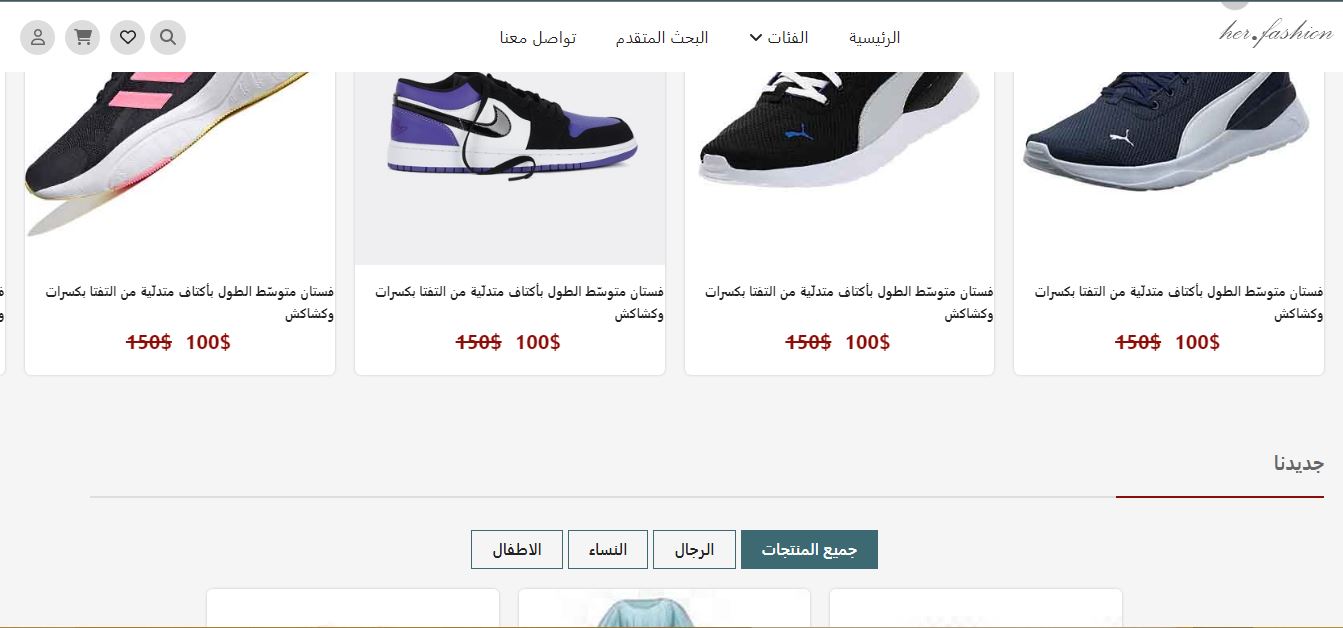 her.fashion
الرئيسية
الفئات
البحث المتقدم
تواصل معنا
فستان متوسّط الطول بأكتاف متدلّية من التفتا بكسرات
وكشاكش
150$ 100$
فستان متوسّط الطول بأكتاف متدلّية من التفتا بكسرات
وكشاكش
150$ 100$
فستان متوسّط الطول بأكتاف متدلّية من التفتا بكسرات
وكشاكش
150$ 100$
فستان متوسّط الطول بأكتاف متدلّية من التفتا بكسرات
وكشاكش
150$ 100$
جديدنا
جميع المنتجات
الرجال
النساء
الاطفال